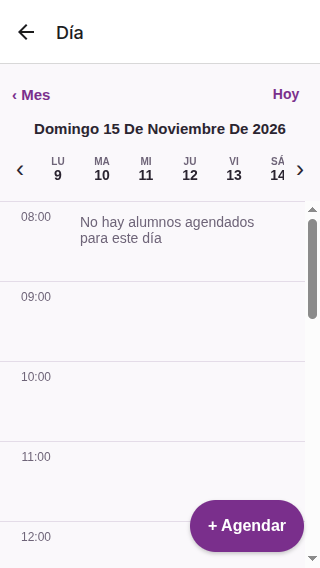 Día
‹ Mes
Hoy
Domingo 15 De Noviembre De 2026
‹ LU MA MI JU VI SÁ ›
9 10 11 12 13 14
08:00
No hay alumnos agendados
para este día
09:00
10:00
11:00
+ Agendar
12:00